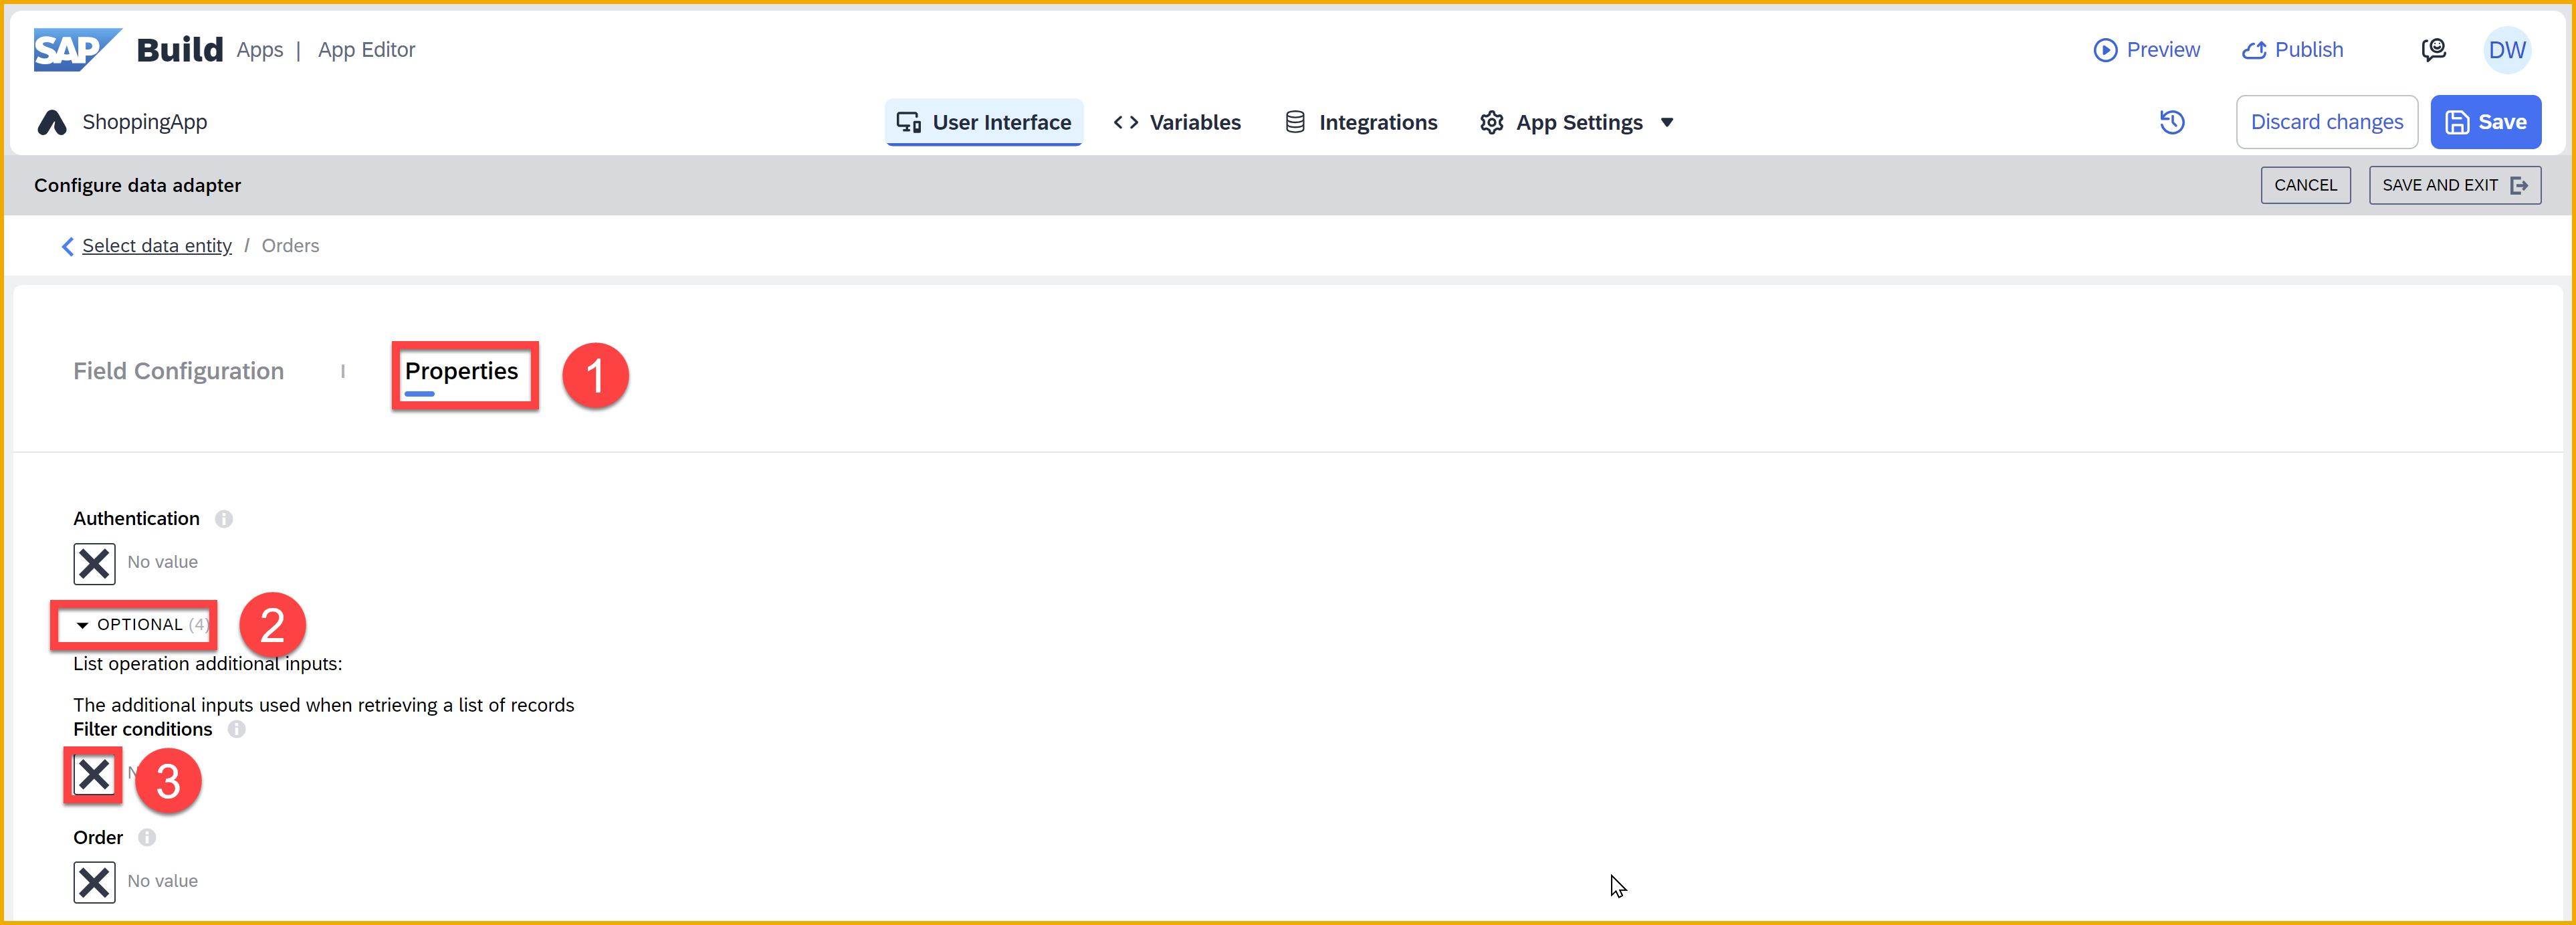 SAP Build Apps | App Editor Preview Publish DW
ShoppingApp User Interface <> Variables Integrations App Settings Discard changes Save
Configure data adapter CANCEL SAVE AND EXIT
Select data entity / Orders
Field Configuration | Properties 1
Authentication
No value
OPTIONAL (4) 2
List operation additional inputs:
The additional inputs used when retrieving a list of records
Filter conditions
3
Order
No value